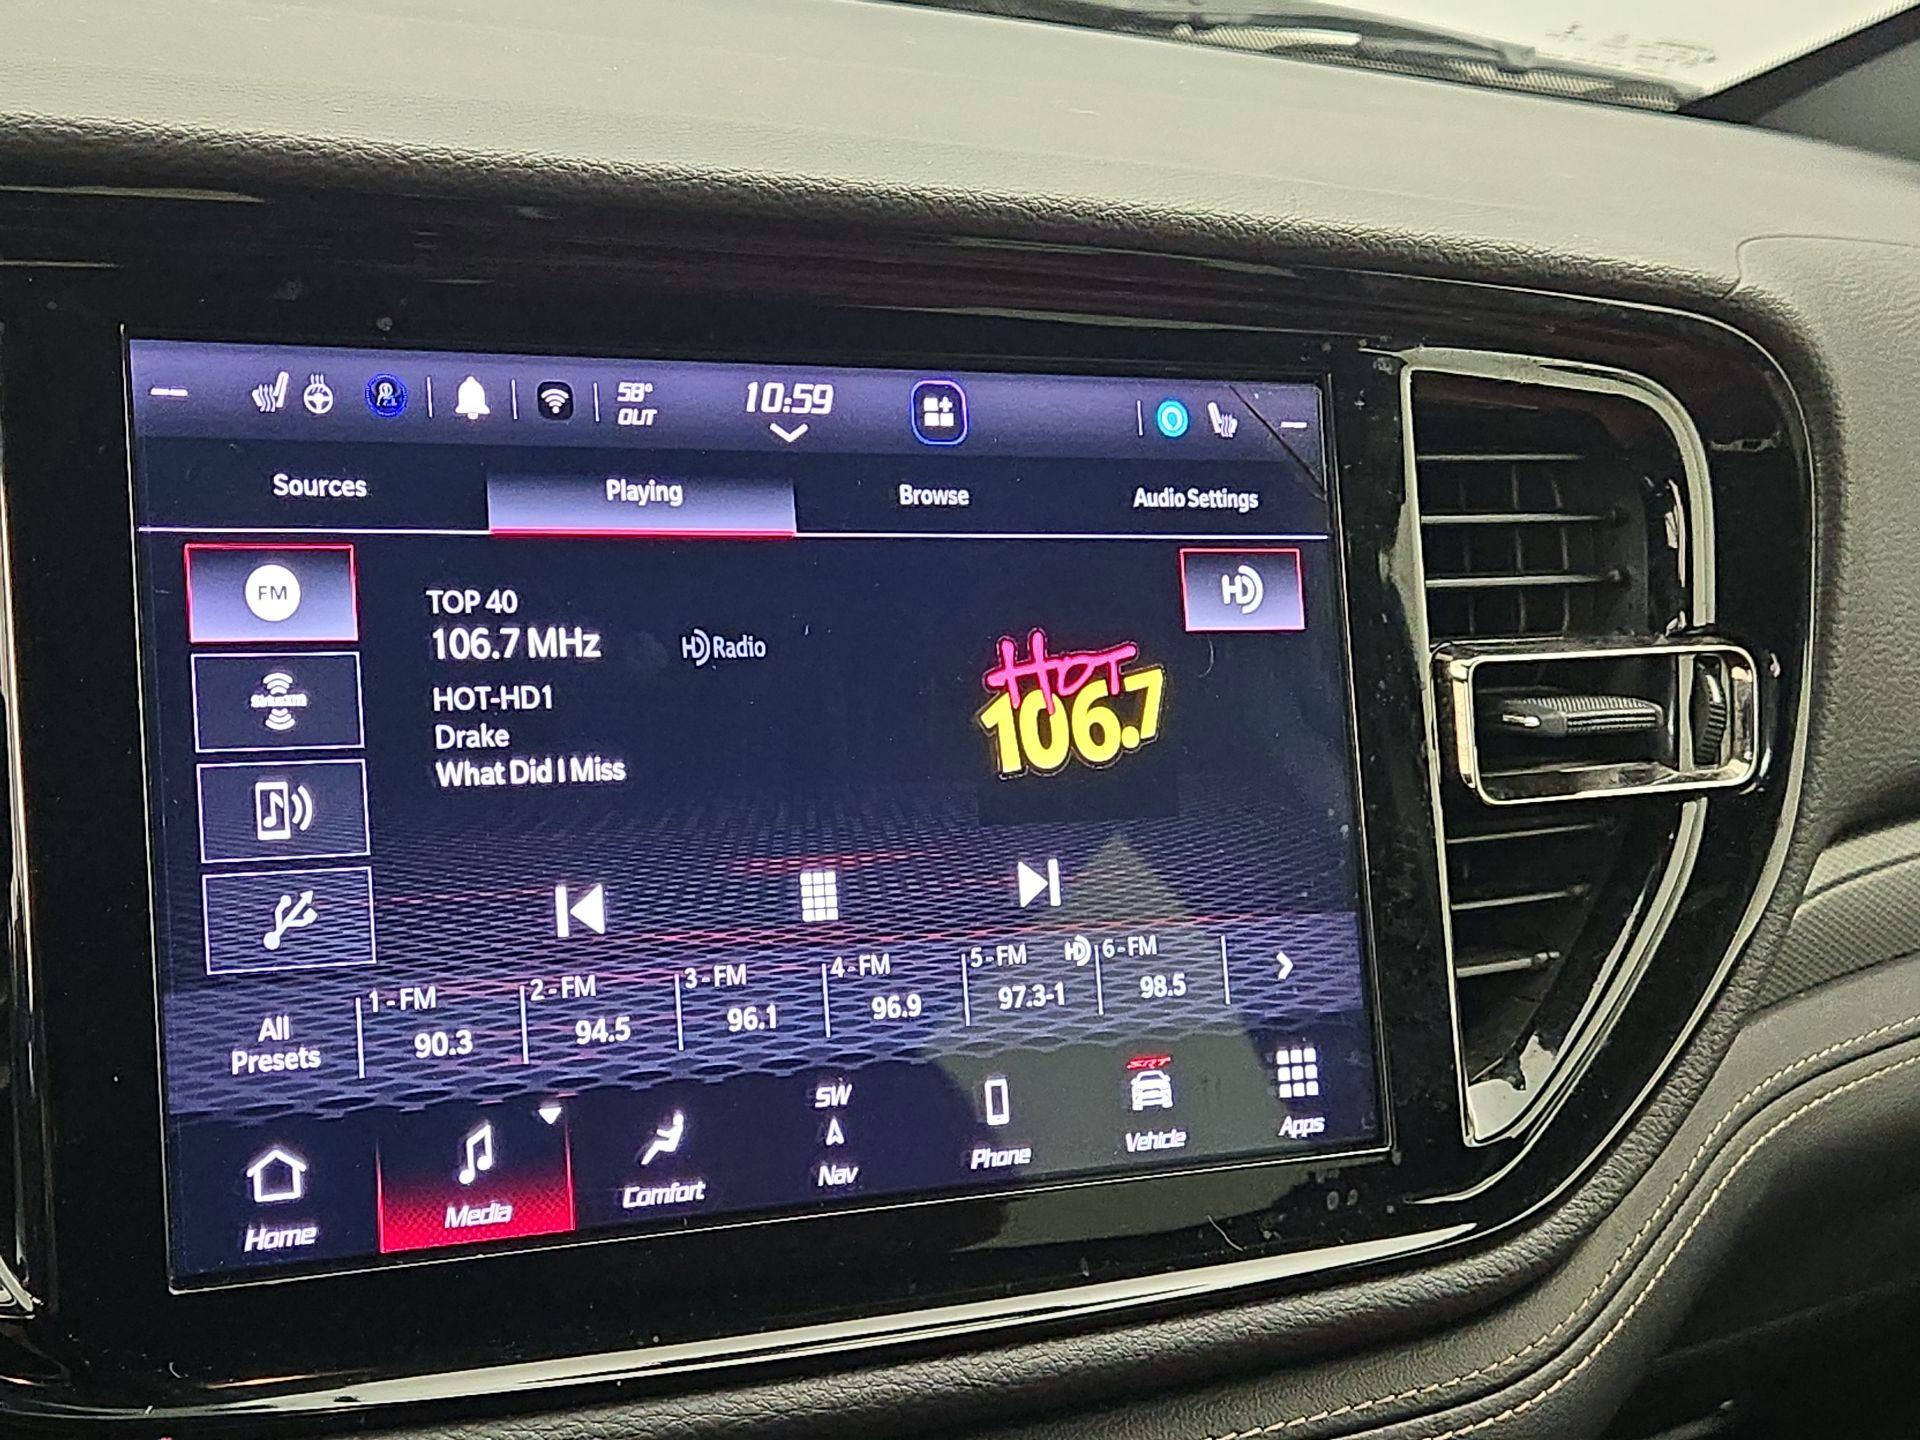 58°
OUT
10:59
Sources
Playing
Browse
Audio Settings
FM
SiriusXM
TOP 40
106.7 MHz
HD Radio
HOT-HD1
Drake
What Did I Miss
HD
HOT
106.7
All
Presets
1-FM
90.3
2-FM
94.5
3-FM
96.1
4-FM
96.9
5-FM HD
97.3-1
6-FM
98.5
Home
Media
Comfort
SW
Nav
Phone
SRT
Vehicle
Apps